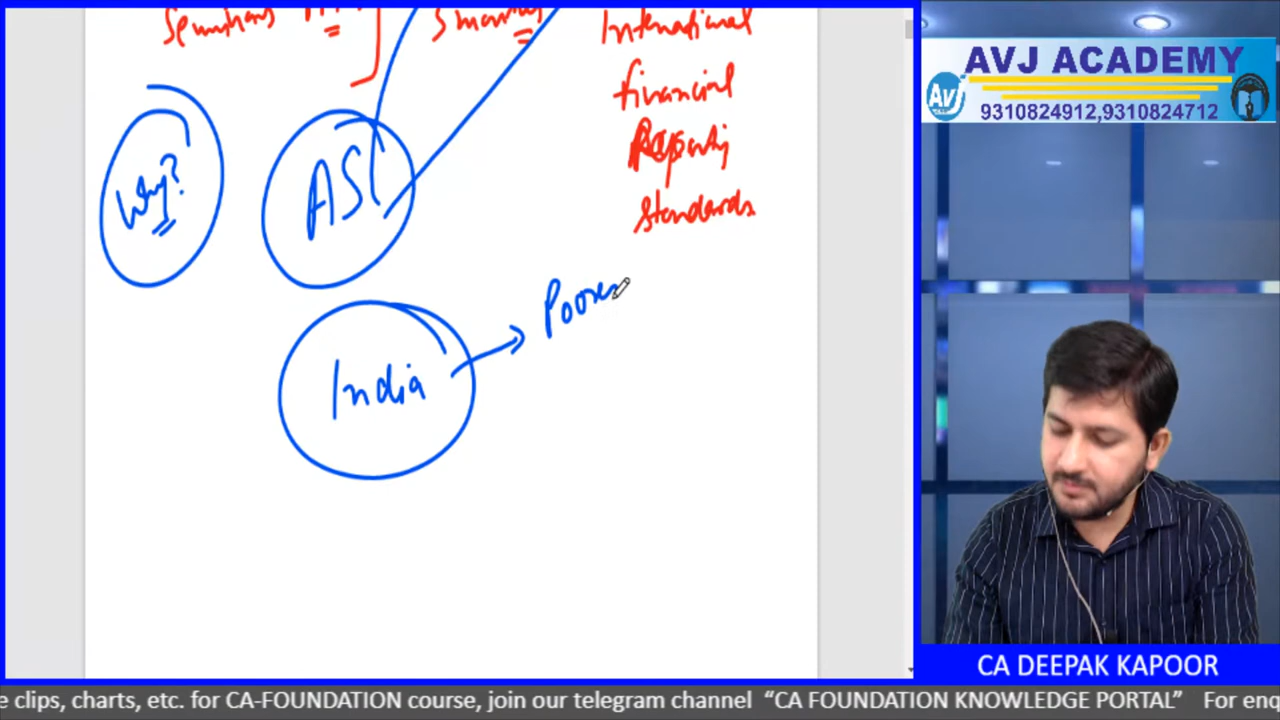 International
financial
Reporting
standards
Why?
AS
India
AVJ ACADEMY
AV
9310824912,9310824712
CA DEEPAK KAPOOR
e clips, charts, etc. for CA-FOUNDATION course, join our telegram channel “CA FOUNDATION KNOWLEDGE PORTAL” For enq